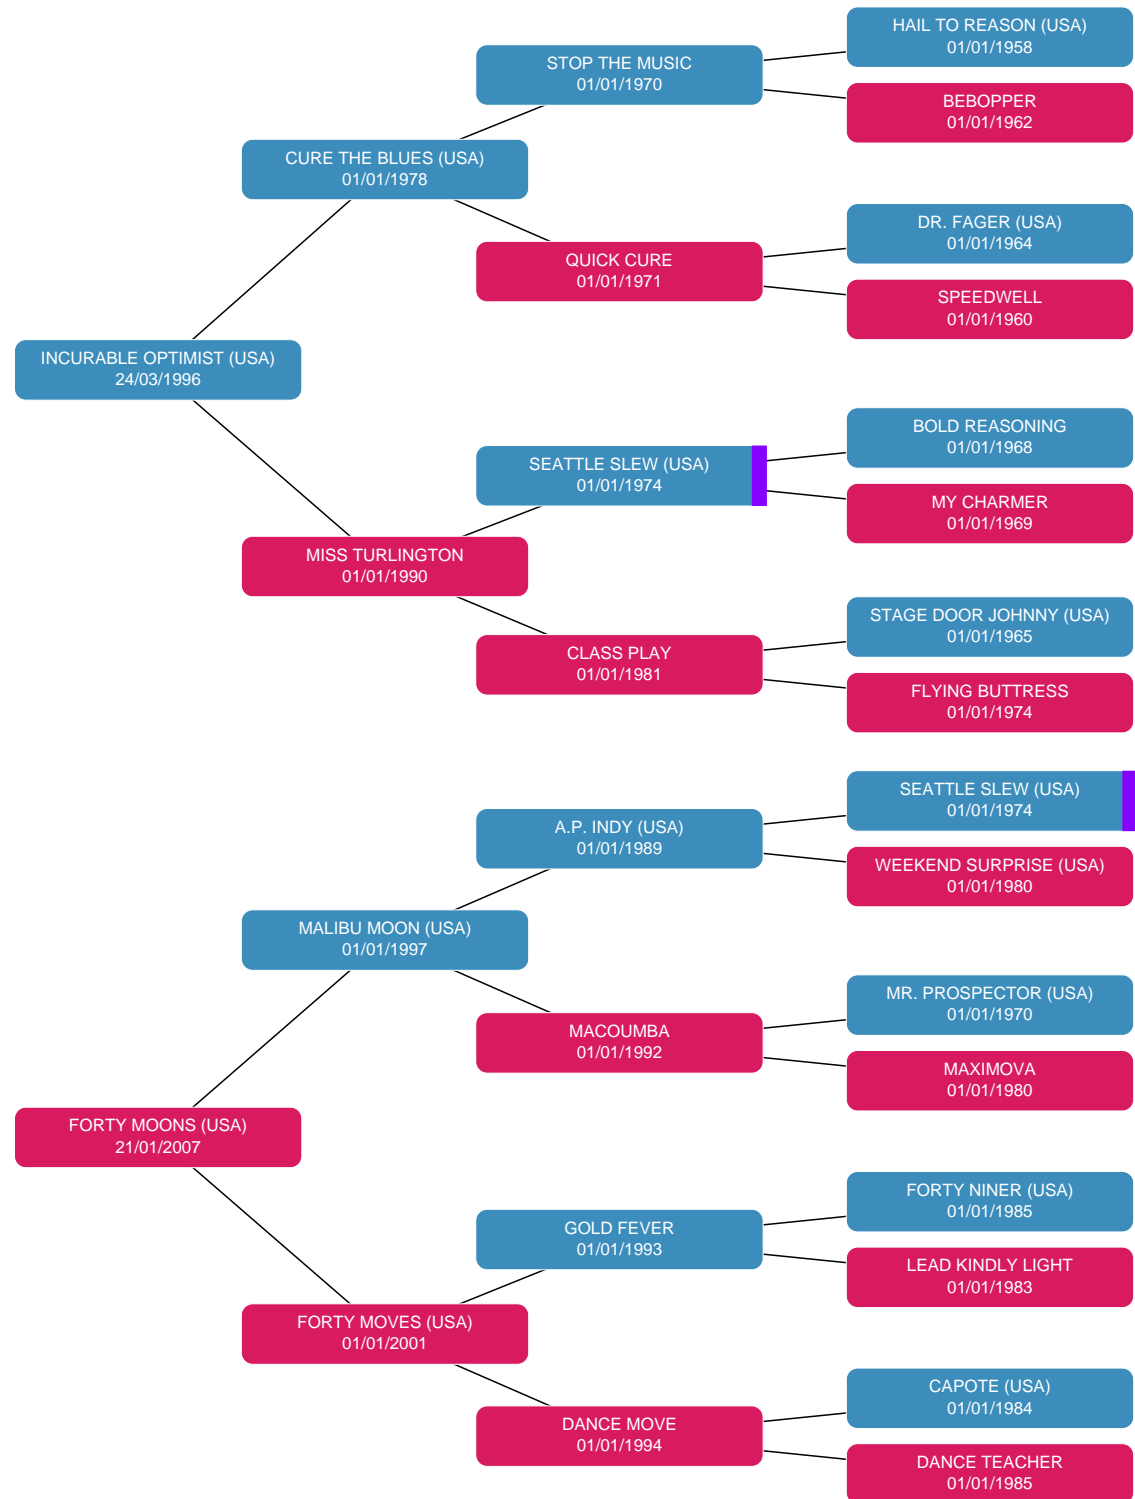 HAIL TO REASON (USA)
01/01/1958
STOP THE MUSIC
01/01/1970
BEBOPPER
01/01/1962
CURE THE BLUES (USA)
01/01/1978
DR. FAGER (USA)
01/01/1964
QUICK CURE
01/01/1971
SPEEDWELL
01/01/1960
INCURABLE OPTIMIST (USA)
24/03/1996
BOLD REASONING
01/01/1968
SEATTLE SLEW (USA)
01/01/1974
MY CHARMER
01/01/1969
MISS TURLINGTON
01/01/1990
STAGE DOOR JOHNNY (USA)
01/01/1965
CLASS PLAY
01/01/1981
FLYING BUTTRESS
01/01/1974
SEATTLE SLEW (USA)
01/01/1974
A.P. INDY (USA)
01/01/1989
WEEKEND SURPRISE (USA)
01/01/1980
MALIBU MOON (USA)
01/01/1997
MR. PROSPECTOR (USA)
01/01/1970
MACOUMBA
01/01/1992
MAXIMOVA
01/01/1980
FORTY MOONS (USA)
21/01/2007
FORTY NINER (USA)
01/01/1985
GOLD FEVER
01/01/1993
LEAD KINDLY LIGHT
01/01/1983
FORTY MOVES (USA)
01/01/2001
CAPOTE (USA)
01/01/1984
DANCE MOVE
01/01/1994
DANCE TEACHER
01/01/1985